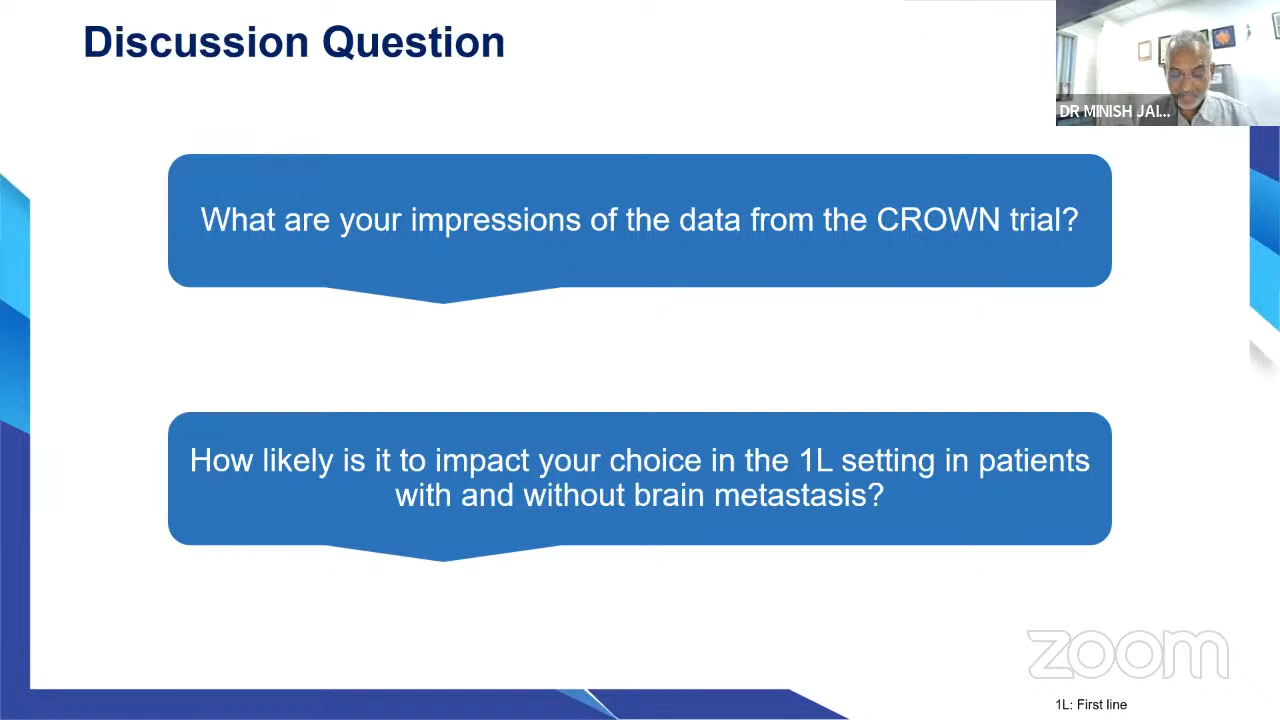 Discussion Question
DR MINISH JAI...
What are your impressions of the data from the CROWN trial?
How likely is it to impact your choice in the 1L setting in patients
with and without brain metastasis?
zoom
1L: First line